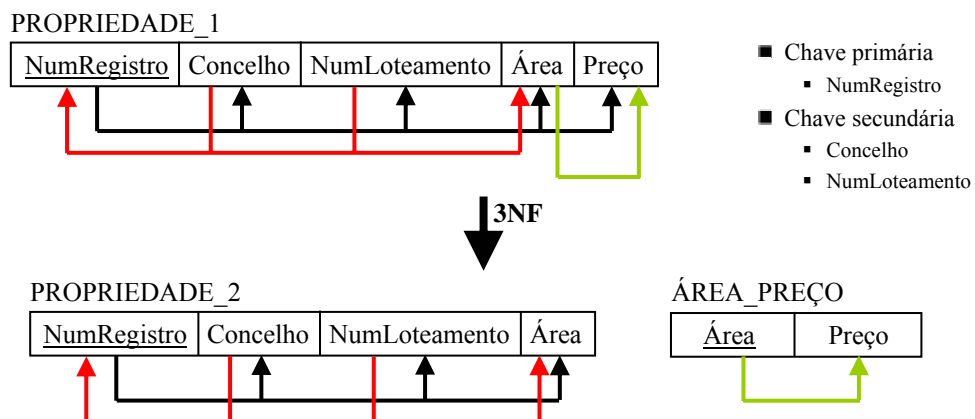 PROPRIEDADE_1
NumRegistro Concelho NumLoteamento Área Preço
Chave primária
NumRegistro
Chave secundária
Concelho
NumLoteamento
3NF
PROPRIEDADE_2
NumRegistro Concelho NumLoteamento Área
ÁREA_PREÇO
Área Preço